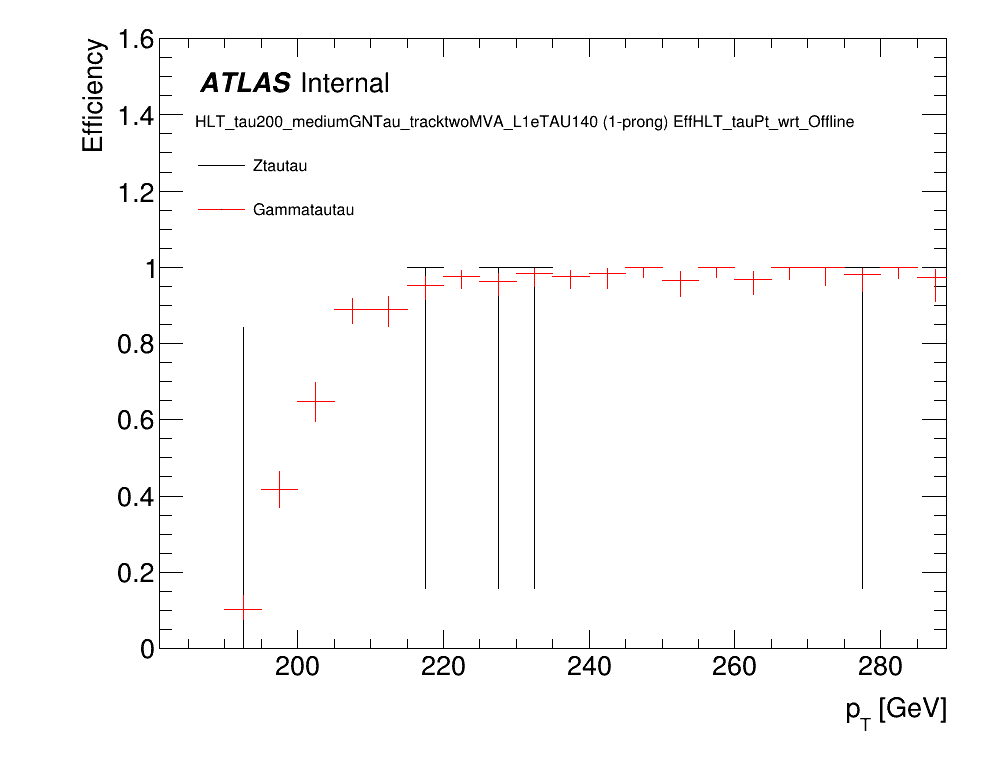 ATLAS Internal
HLT_tau200_mediumGNTau_tracktwoMVA_L1eTAU140 (1-prong) EffHLT_tauPt_wrt_Offline
Ztautau
Gammatautau
Efficiency
1.6
1.4
1.2
1
0.8
0.6
0.4
0.2
0
200 220 240 260 280
pT [GeV]